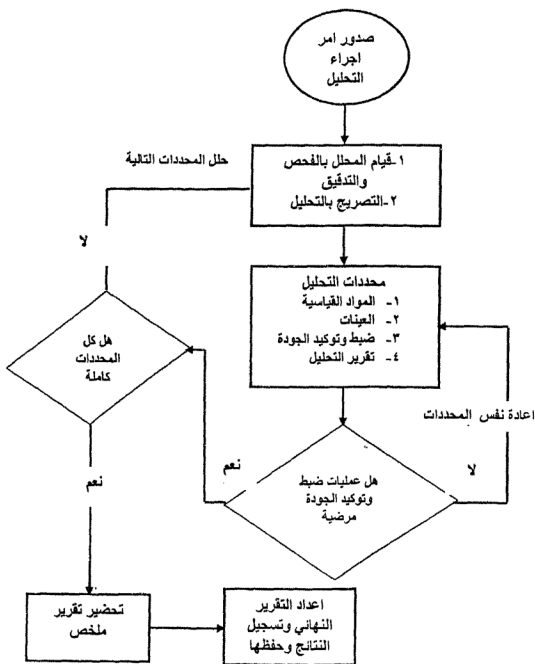 صدور امر
اجراء
التحليل
١-قيام المحلل بالفحص
والتدقيق
٢-التصريح بالتحليل
حلل المحددات التالية
لا
محددات التحليل
١- المواد القياسية
٢- العينات
٣- ضبط وتوكيد الجودة
٤- تقرير التحليل
هل كل
المحددات
كاملة
اعادة نفس المحددات
لا
نعم
هل عمليات ضبط
وتوكيد الجودة
مرضية
نعم
تحضير تقرير
ملخص
اعداد التقرير
النهائي وتسجيل
النتائج وحفظها